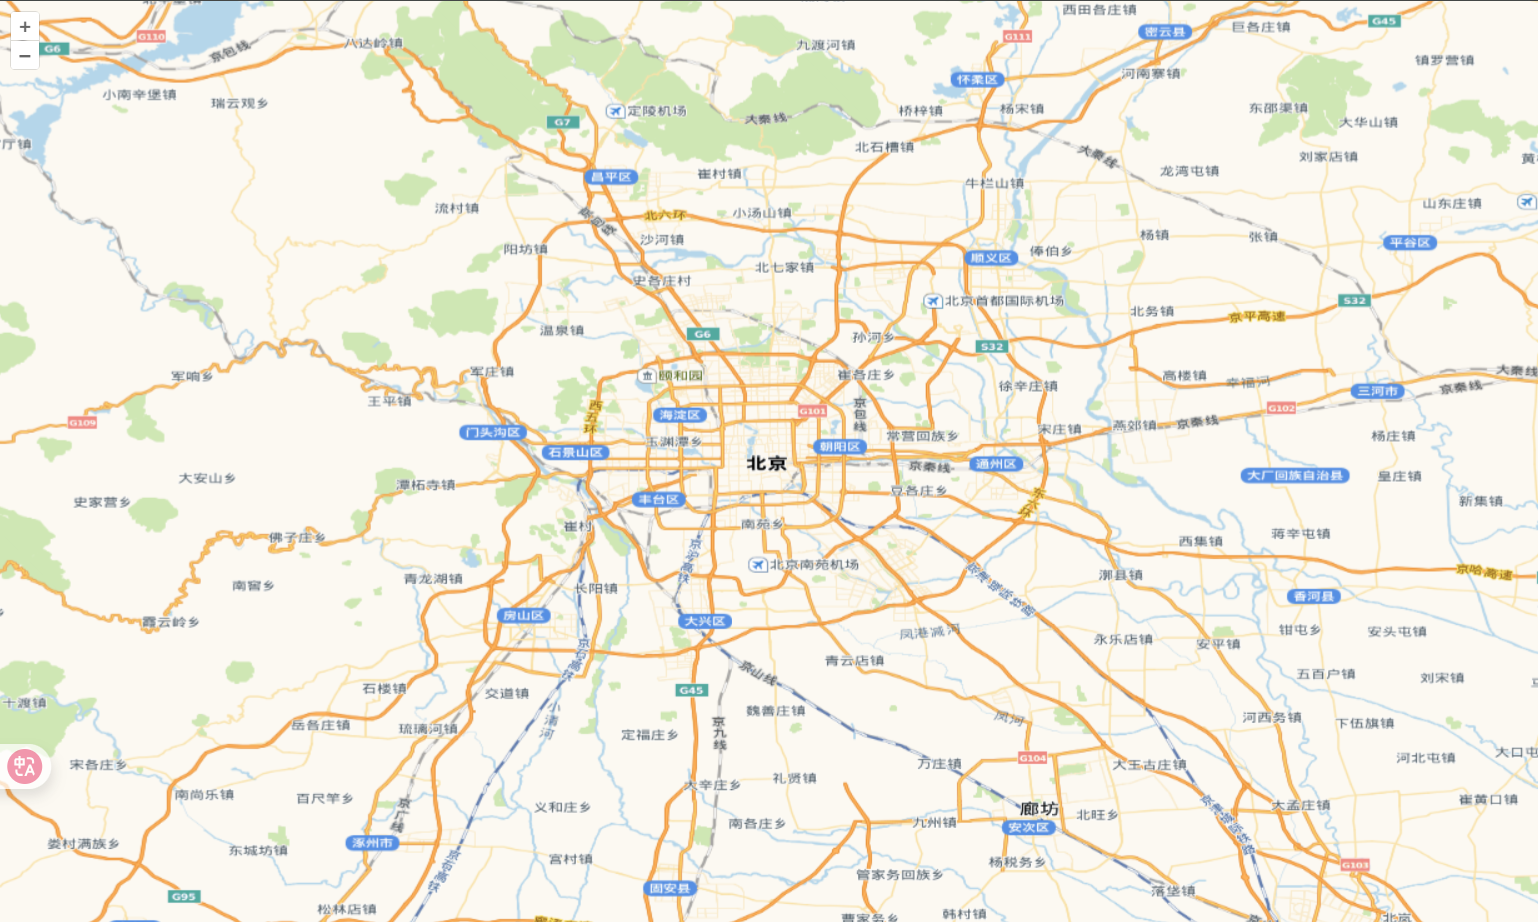 西田各庄镇
G45
密云县
巨各庄镇
+
G110
G111
八达岭镇
九渡河镇
G6
京包线
−
镇罗营镇
怀柔区
河南寨镇
小南辛堡镇
瑞云观乡
定陵机场
桥梓镇
杨宋镇
东邵渠镇
大秦线
G7
大华山镇
北石槽镇
大秦线
刘家店镇
龙湾屯镇
崔村镇
昌平区
牛栏山镇
流村镇
北六环
小汤山镇
山东庄镇
沙河镇
杨镇
张镇
平谷区
阳坊镇
俸伯乡
顺义区
北七家镇
史各庄村
北京首都国际机场
S32
北务镇
京平高速
温泉镇
G6
孙河乡
S32
军庄镇
颐和园
崔各庄乡
高楼镇
幸福河
大秦线
军响乡
徐辛庄镇
三河市
京秦线
王平镇
西五环
海淀区
G101
京包线
G102
G109
京秦线
燕郊镇
宋庄镇
门头沟区
玉渊潭乡
朝阳区
常营回族乡
杨庄镇
石景山区
北京
京秦线
通州区
大厂回族自治县
皇庄镇
大安山乡
潭柘寺镇
丰台区
豆各庄乡
东六环
史家营乡
新集镇
崔村
南苑乡
佛子庄乡
蒋辛屯镇
西集镇
京沪高铁
北京南苑机场
漷县镇
京哈高速
青龙湖镇
南窖乡
长阳镇
香河县
房山区
大兴区
霞云岭乡
凤港减河
钳屯乡
安头屯镇
永乐店镇
安平镇
京石高铁
青云店镇
京山线
五百户镇
刘宋镇
石楼镇
G45
交道镇
十渡镇
小清河
魏善庄镇
凤河
河西务镇
下伍旗镇
岳各庄镇
琉璃河镇
定福庄乡
京九线
河北屯镇
G104
宋各庄乡
万庄镇
大王古庄镇
礼贤镇
大辛庄乡
南尚乐镇
百尺竿乡
京广线
义和庄乡
廊坊
大孟庄镇
崔黄口镇
北旺乡
南各庄乡
九州镇
安次区
娄村满族乡
东城坊镇
涿州市
京石高铁
宫村镇
杨税务乡
G103
管家务回族乡
固安县
落垡镇
G95
松林店镇
曹家务乡
韩村镇